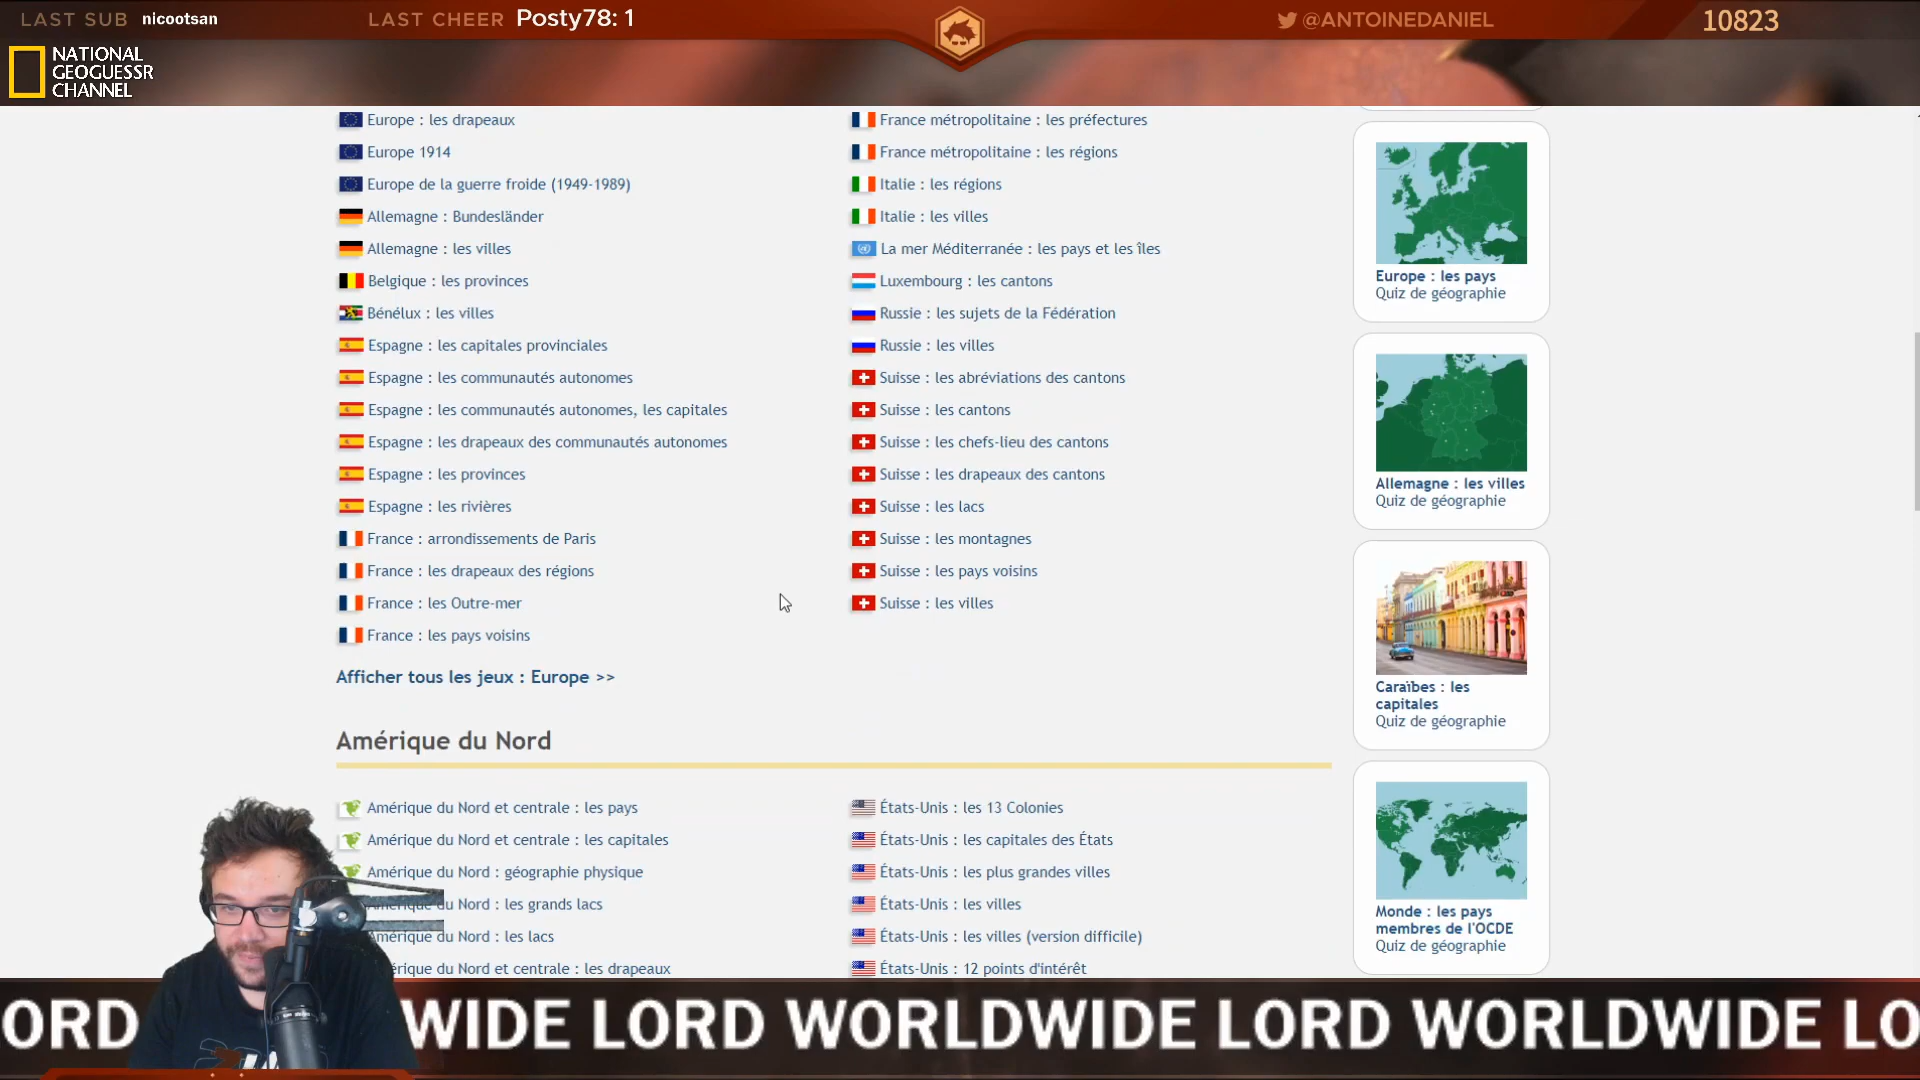 LAST SUB nicootsan
LAST CHEER Posty78: 1
@ANTOINEDANIEL
10823
NATIONAL
GEOGUESSR
CHANNEL
Europe : les drapeaux
Europe 1914
Europe de la guerre froide (1949-1989)
Allemagne : Bundesländer
Allemagne : les villes
Belgique : les provinces
Bénélux : les villes
Espagne : les capitales provinciales
Espagne : les communautés autonomes
Espagne : les communautés autonomes, les capitales
Espagne : les drapeaux des communautés autonomes
Espagne : les provinces
Espagne : les rivières
France : arrondissements de Paris
France : les drapeaux des régions
France : les Outre-mer
France : les pays voisins
France métropolitaine : les préfectures
France métropolitaine : les régions
Italie : les régions
Italie : les villes
La mer Méditerranée : les pays et les îles
Luxembourg : les cantons
Russie : les sujets de la Fédération
Russie : les villes
Suisse : les abréviations des cantons
Suisse : les cantons
Suisse : les chefs-lieu des cantons
Suisse : les drapeaux des cantons
Suisse : les lacs
Suisse : les montagnes
Suisse : les pays voisins
Suisse : les villes
Afficher tous les jeux : Europe >>
Amérique du Nord
Amérique du Nord et centrale : les pays
Amérique du Nord et centrale : les capitales
Amérique du Nord : géographie physique
du Nord : les grands lacs
mérique du Nord : les lacs
érique du Nord et centrale : les drapeaux
États-Unis : les 13 Colonies
États-Unis : les capitales des États
États-Unis : les plus grandes villes
États-Unis : les villes
États-Unis : les villes (version difficile)
États-Unis : 12 points d'intérêt
Europe : les pays
Quiz de géographie
Allemagne : les villes
Quiz de géographie
Caraïbes : les
capitales
Quiz de géographie
Monde : les pays
membres de l'OCDE
Quiz de géographie
ORD WIDE LORD WORLDWIDE LORD WORLDWIDE LO